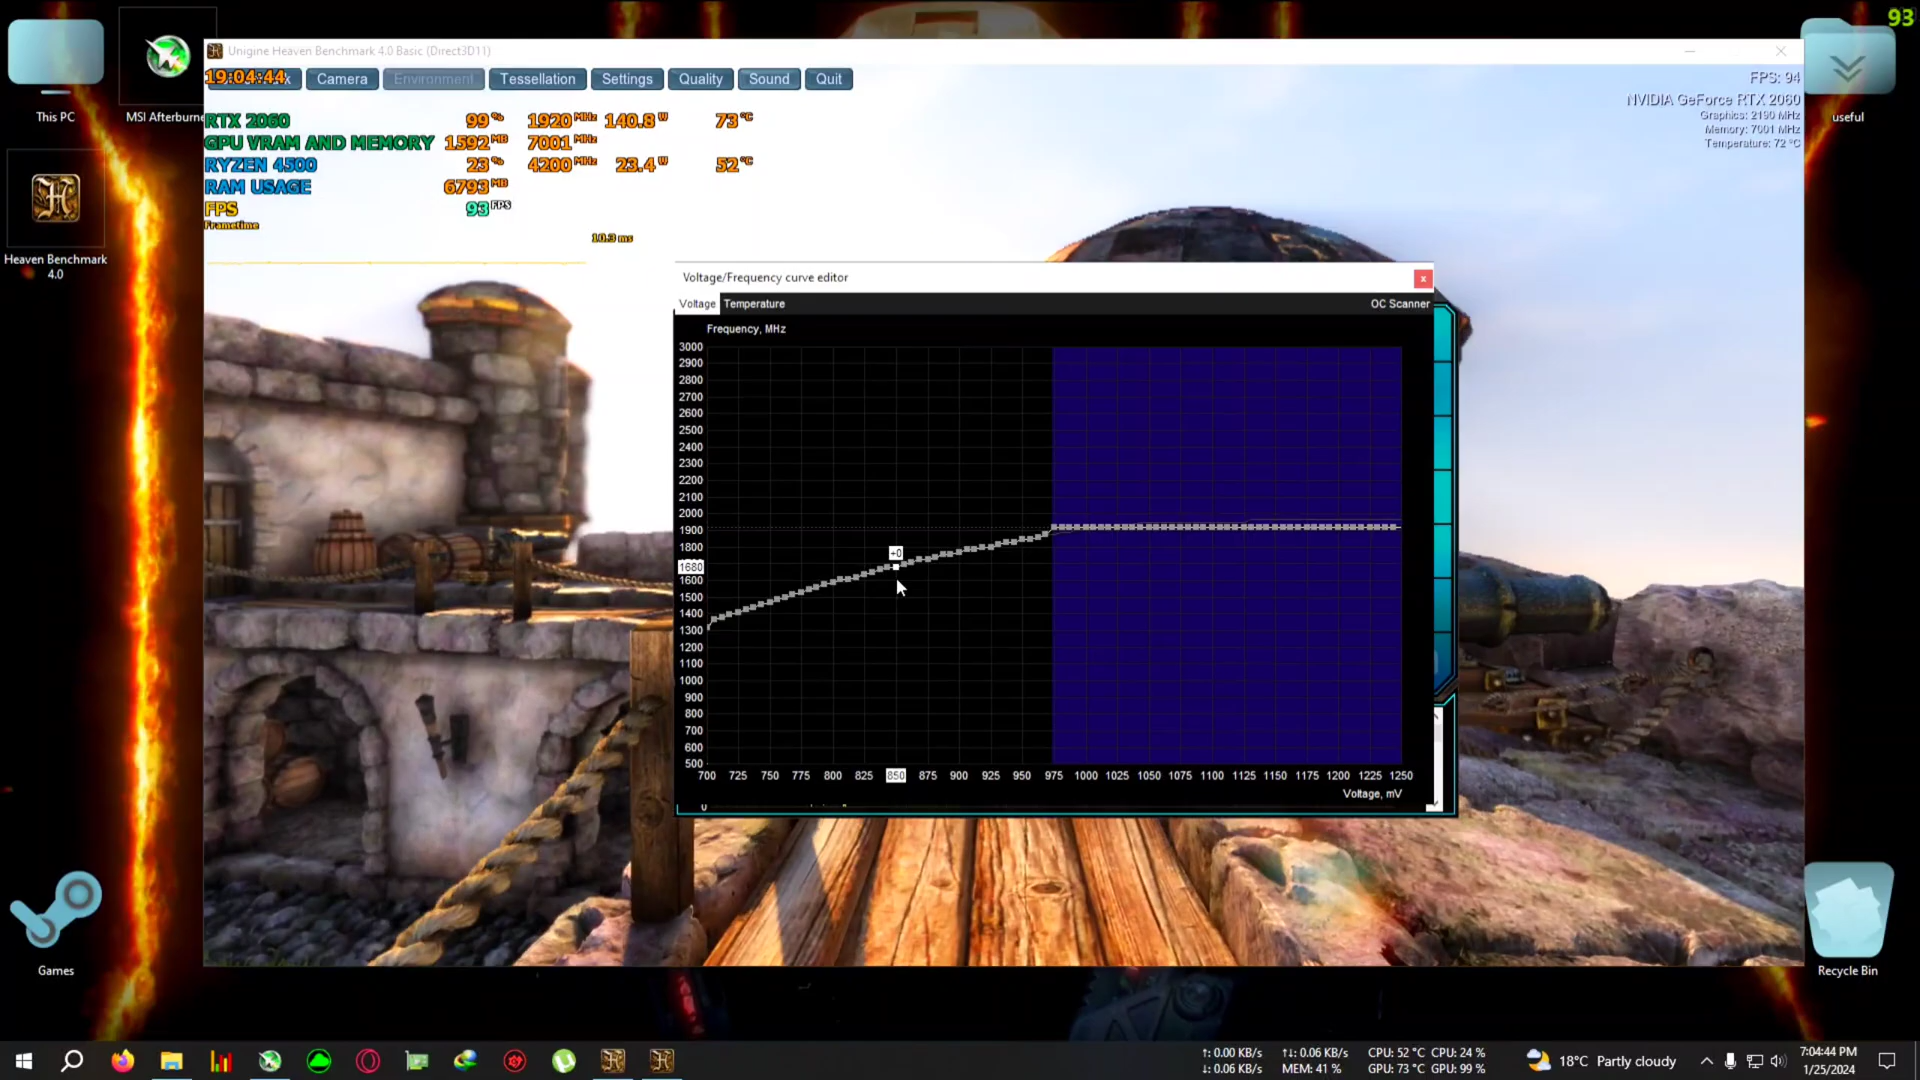 93
This PC
MSI Afterburne
Heaven Benchmark
4.0
Games
useful
Recycle Bin
Unigine Heaven Benchmark 4.0 Basic (Direct3D11)
19:04:44
k
Camera
Environment
Tessellation
Settings
Quality
Sound
Quit
FPS: 94
NVIDIA GeForce RTX 2060
Graphics: 2190 MHz
Memory: 7001 MHz
Temperature: 72 °C
RTX 2060 99 % 1920 MHz 140.8 W 73 °C
GPU VRAM AND MEMORY 1592 MB 7001 MHz
RYZEN 4500 23 % 4200 MHz 23.4 W 52 °C
RAM USAGE 6793 MB
FPS 93 FPS
Frametime
10.3 ms
Voltage/Frequency curve editor
x
Voltage Temperature OC Scanner
Frequency, MHz
3000
2900
2800
2700
2600
2500
2400
2300
2200
2100
2000
1900
1800
+0
1680
1600
1500
1400
1300
1200
1100
1000
900
800
700
600
500
700 725 750 775 800 825 850 875 900 925 950 975 1000 1025 1050 1075 1100 1125 1150 1175 1200 1225 1250
Voltage, mV
0
↑: 0.00 KB/s
↓: 0.06 KB/s
↑↓: 0.06 KB/s
MEM: 41 %
CPU: 52 °C CPU: 24 %
GPU: 73 °C GPU: 99 %
18°C Partly cloudy
7:04:44 PM
1/25/2024